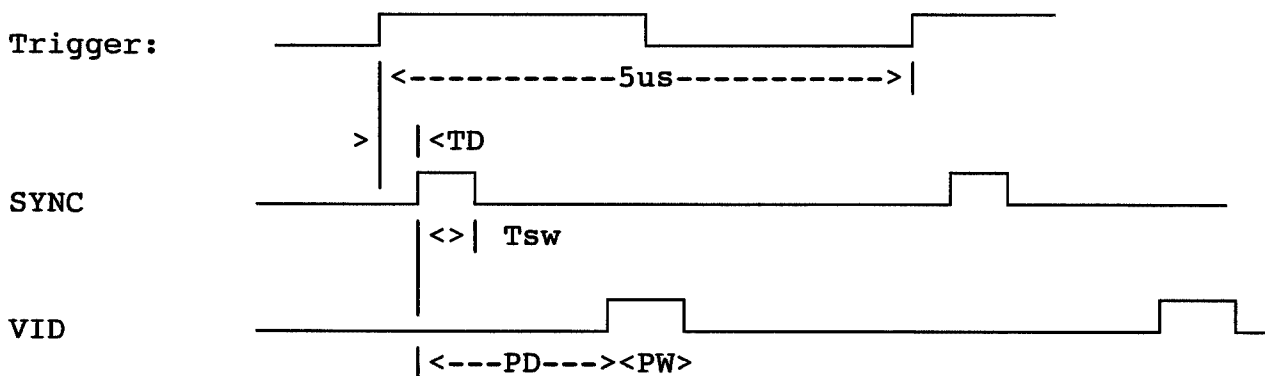 Trigger:
<-----------5us----------->|
> |<TD
SYNC
|<>| Tsw
VID
|<---PD---><PW>